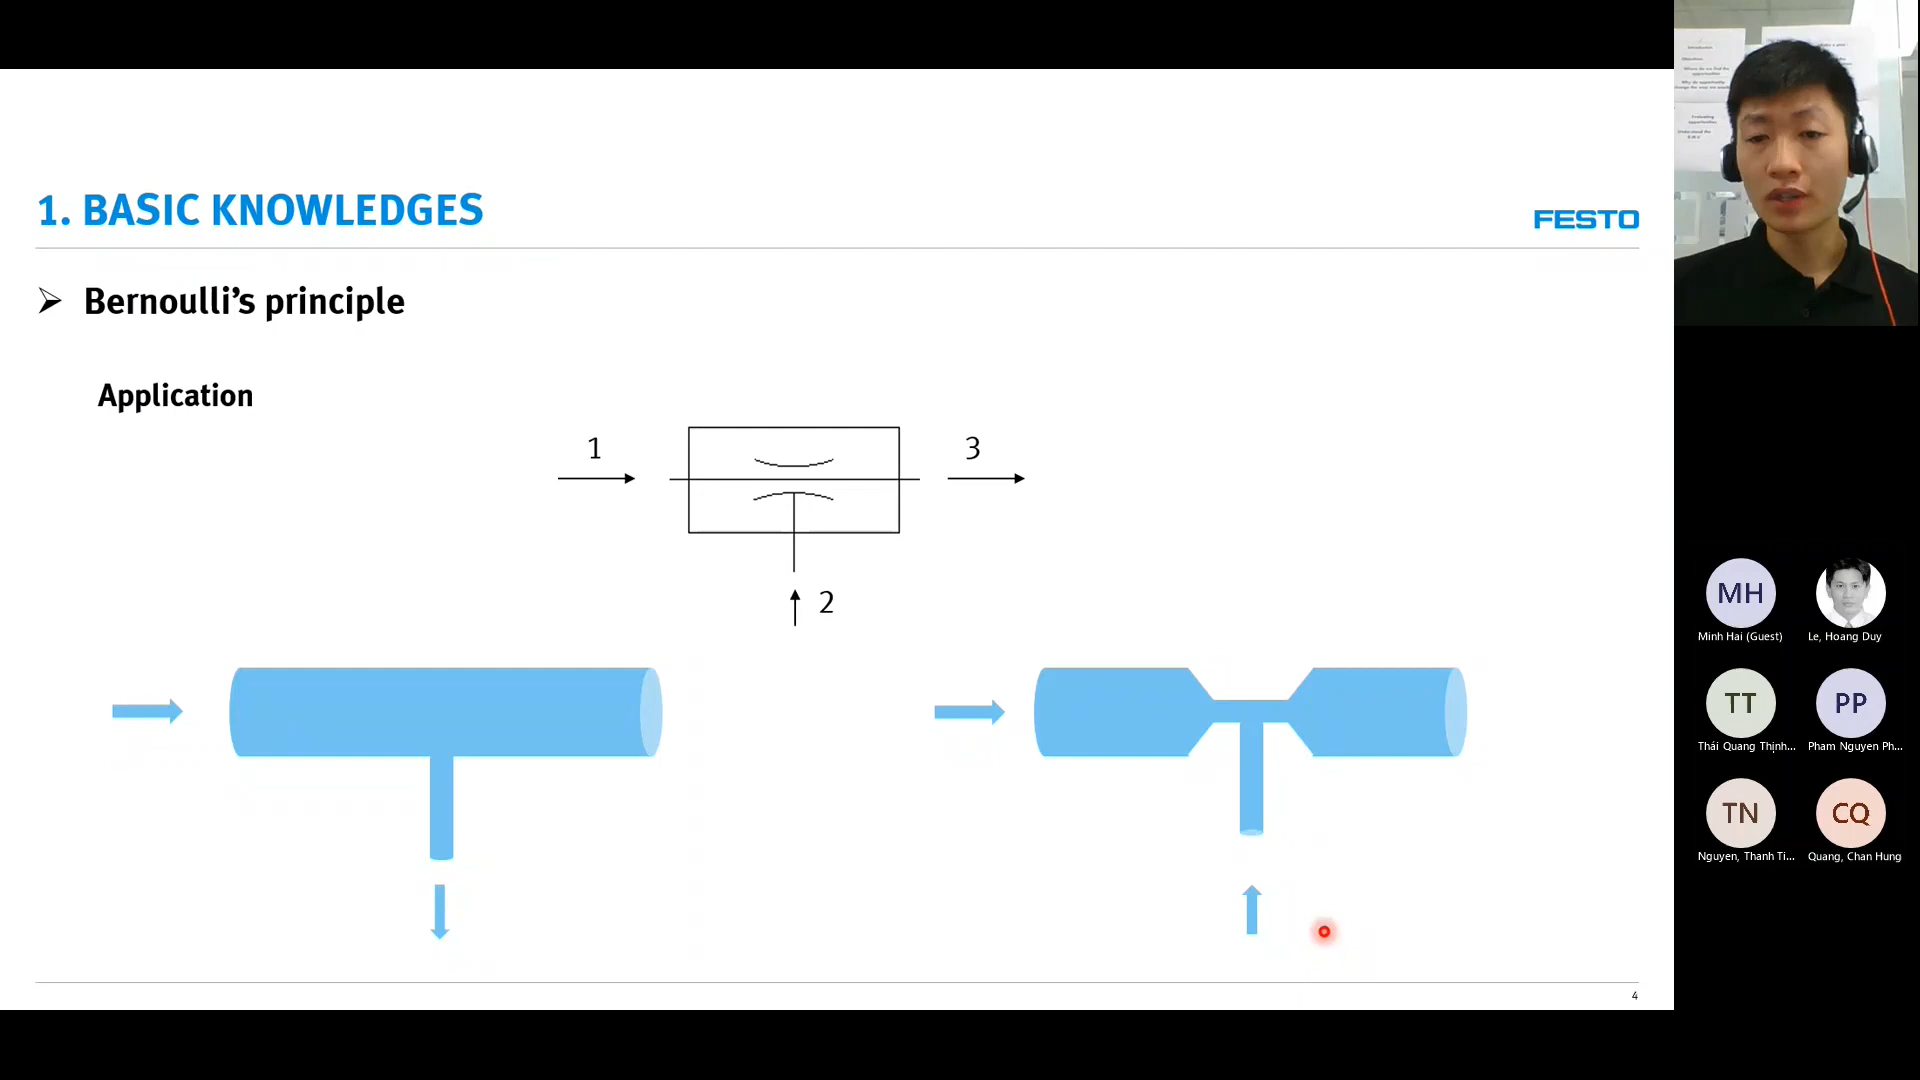 1. BASIC KNOWLEDGES
FESTO
Bernoulli's principle
Application
1
3
2
4
MH
Minh Hai (Guest)
Le, Hoang Duy
TT
PP
Thái Quang Thịnh...
Pham Nguyen Ph...
TN
CQ
Nguyen, Thanh Ti...
Quang, Chan Hung